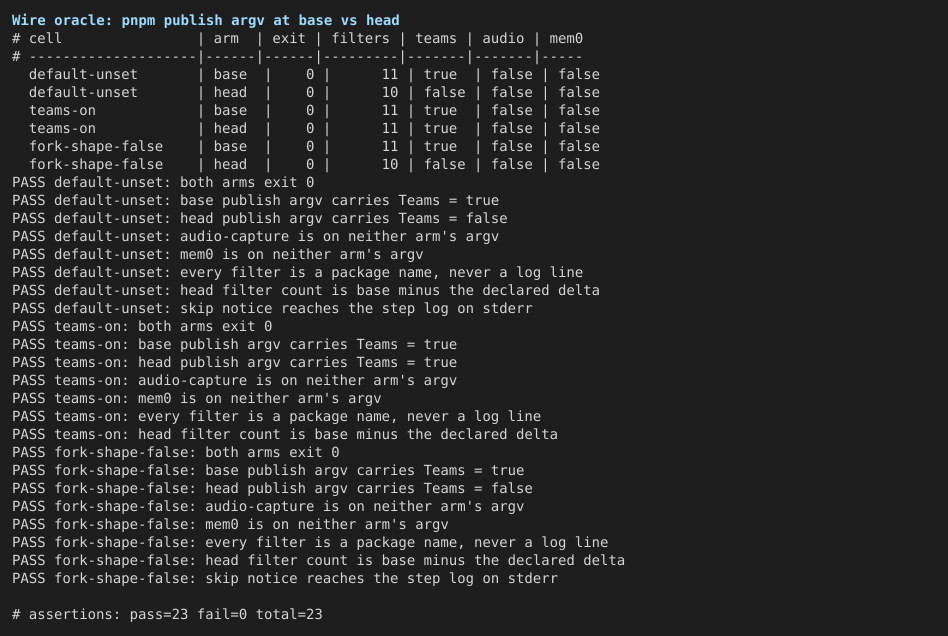 Wire oracle: pnpm publish argv at base vs head
# cell                | arm  | exit | filters | teams | audio | mem0
# --------------------|------|------|---------|-------|-------|-----
  default-unset       | base |    0 |      11 | true  | false | false
  default-unset       | head |    0 |      10 | false | false | false
  teams-on            | base |    0 |      11 | true  | false | false
  teams-on            | head |    0 |      11 | true  | false | false
  fork-shape-false    | base |    0 |      11 | true  | false | false
  fork-shape-false    | head |    0 |      10 | false | false | false
PASS default-unset: both arms exit 0
PASS default-unset: base publish argv carries Teams = true
PASS default-unset: head publish argv carries Teams = false
PASS default-unset: audio-capture is on neither arm's argv
PASS default-unset: mem0 is on neither arm's argv
PASS default-unset: every filter is a package name, never a log line
PASS default-unset: head filter count is base minus the declared delta
PASS default-unset: skip notice reaches the step log on stderr
PASS teams-on: both arms exit 0
PASS teams-on: base publish argv carries Teams = true
PASS teams-on: head publish argv carries Teams = true
PASS teams-on: audio-capture is on neither arm's argv
PASS teams-on: mem0 is on neither arm's argv
PASS teams-on: every filter is a package name, never a log line
PASS teams-on: head filter count is base minus the declared delta
PASS fork-shape-false: both arms exit 0
PASS fork-shape-false: base publish argv carries Teams = true
PASS fork-shape-false: head publish argv carries Teams = false
PASS fork-shape-false: audio-capture is on neither arm's argv
PASS fork-shape-false: mem0 is on neither arm's argv
PASS fork-shape-false: every filter is a package name, never a log line
PASS fork-shape-false: head filter count is base minus the declared delta
PASS fork-shape-false: skip notice reaches the step log on stderr

# assertions: pass=23 fail=0 total=23